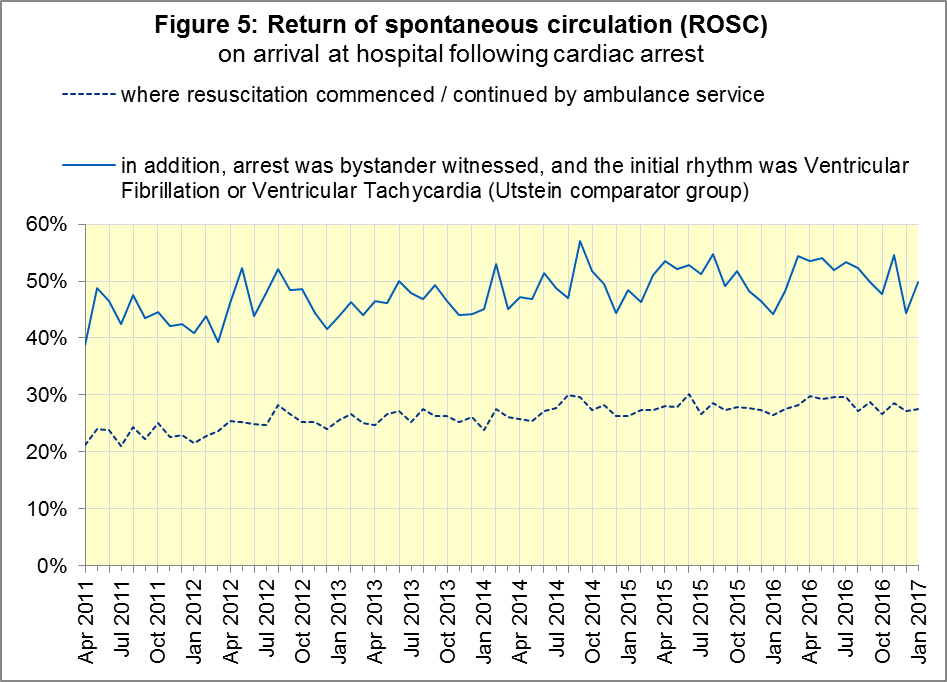 Figure 5: Return of spontaneous circulation (ROSC)
on arrival at hospital following cardiac arrest
where resuscitation commenced / continued by ambulance service
in addition, arrest was bystander witnessed, and the initial rhythm was Ventricular
Fibrillation or Ventricular Tachycardia (Utstein comparator group)
60%
50%
40%
30%
20%
10%
0%
Apr 2011
Jul 2011
Oct 2011
Jan 2012
Apr 2012
Jul 2012
Oct 2012
Jan 2013
Apr 2013
Jul 2013
Oct 2013
Jan 2014
Apr 2014
Jul 2014
Oct 2014
Jan 2015
Apr 2015
Jul 2015
Oct 2015
Jan 2016
Apr 2016
Jul 2016
Oct 2016
Jan 2017